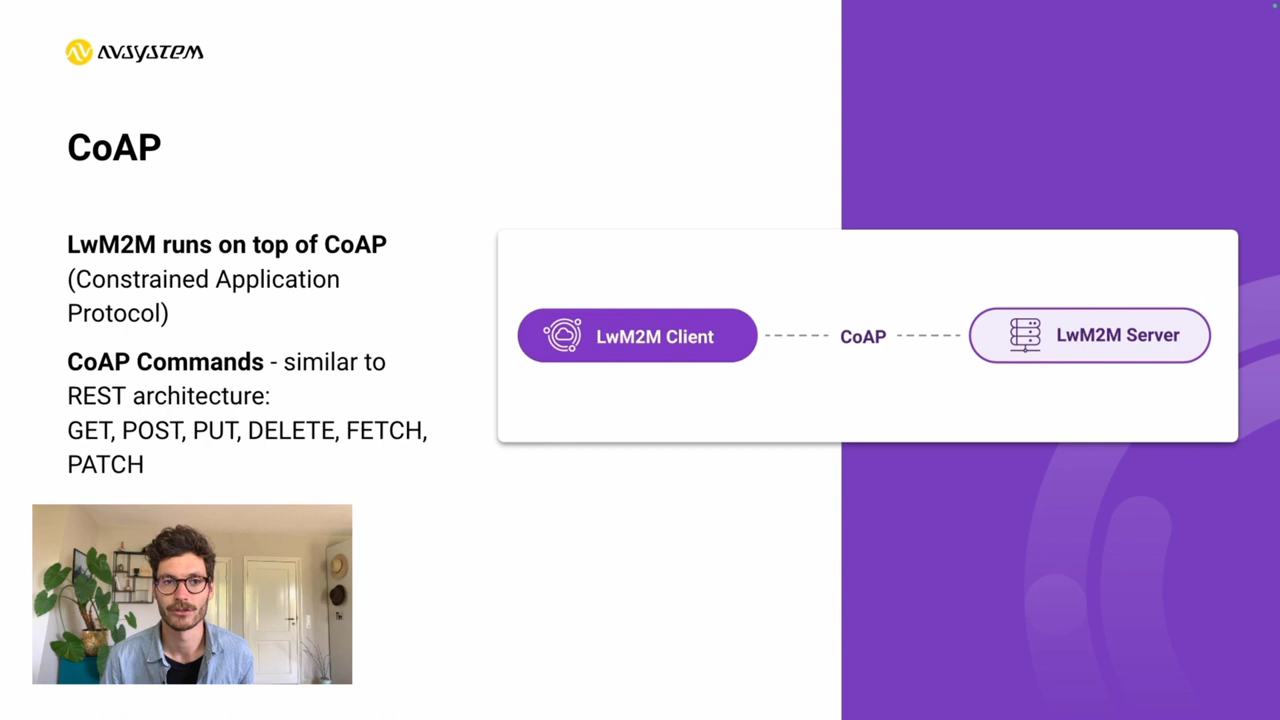 AVSYSTEM
CoAP
LwM2M runs on top of CoAP
(Constrained Application
Protocol)
CoAP Commands - similar to
REST architecture:
GET, POST, PUT, DELETE, FETCH,
PATCH
LwM2M Client
CoAP
LwM2M Server